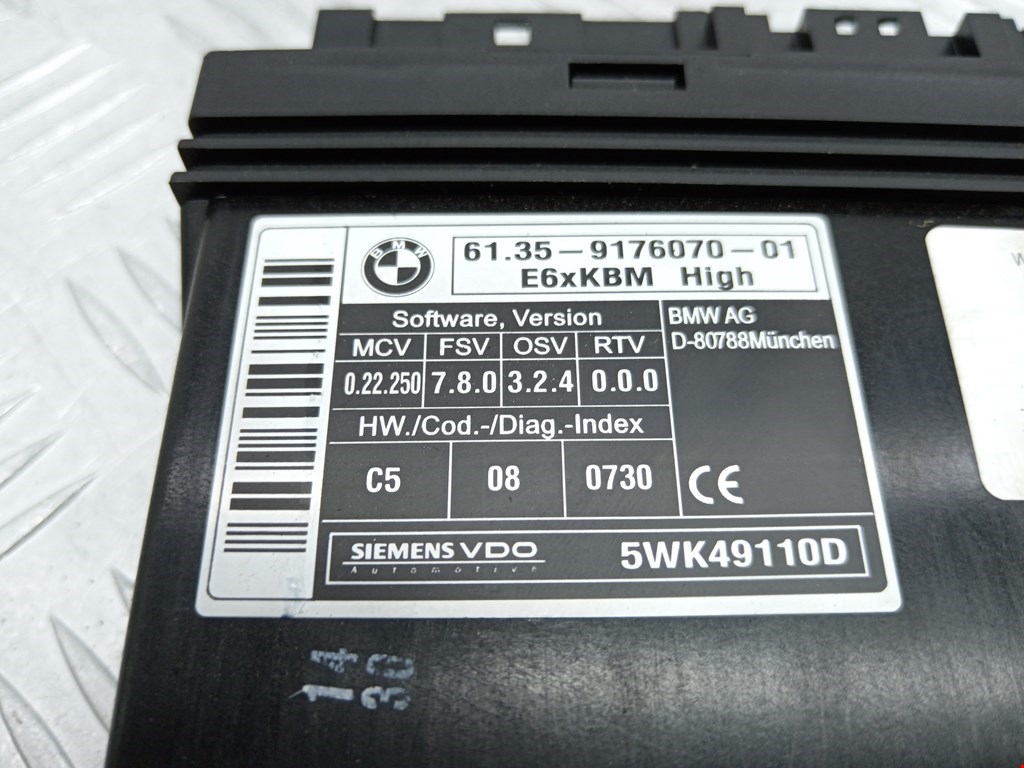 BMW
61.35-9176070-01
E6xKBM High
Software, Version
MCV FSV OSV RTV
0.22.250 7.8.0 3.2.4 0.0.0
HW./Cod.-/Diag.-Index
C5 08 0730
BMW AG
D-80788München
CE
SIEMENS VDO
Automotive
5WK49110D